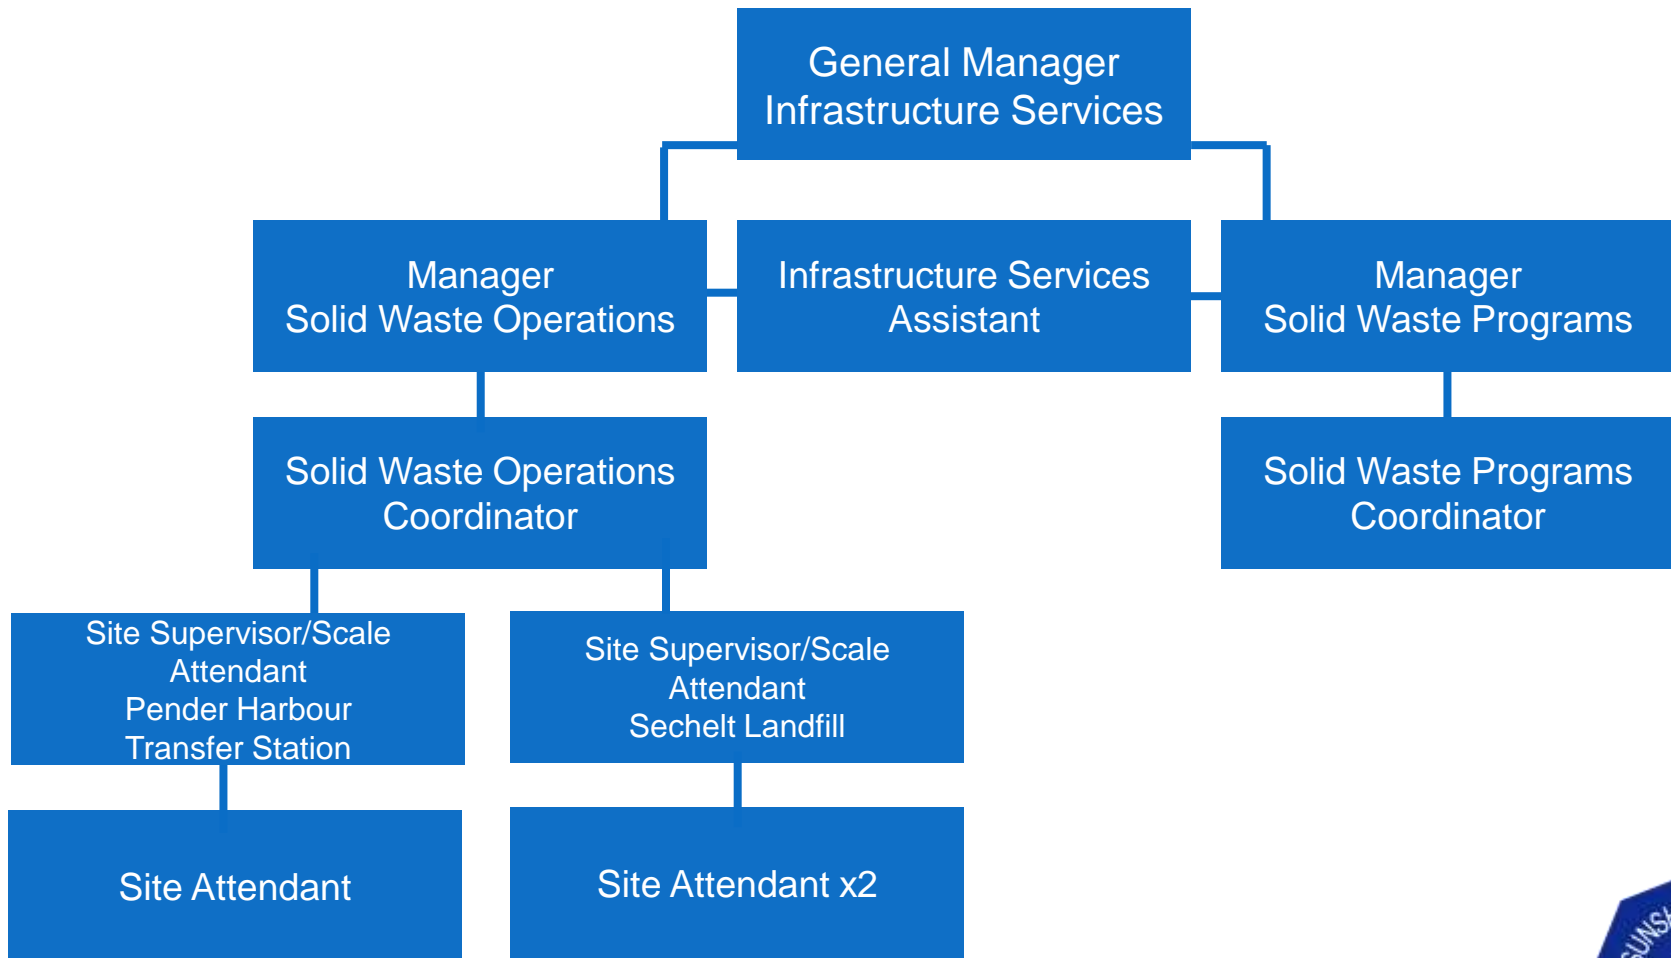 General Manager
Infrastructure Services
Manager
Solid Waste Operations
Infrastructure Services
Assistant
Manager
Solid Waste Programs
Solid Waste Operations
Coordinator
Solid Waste Programs
Coordinator
Site Supervisor/Scale
Attendant
Pender Harbour
Transfer Station
Site Supervisor/Scale
Attendant
Sechelt Landfill
Site Attendant
Site Attendant x2